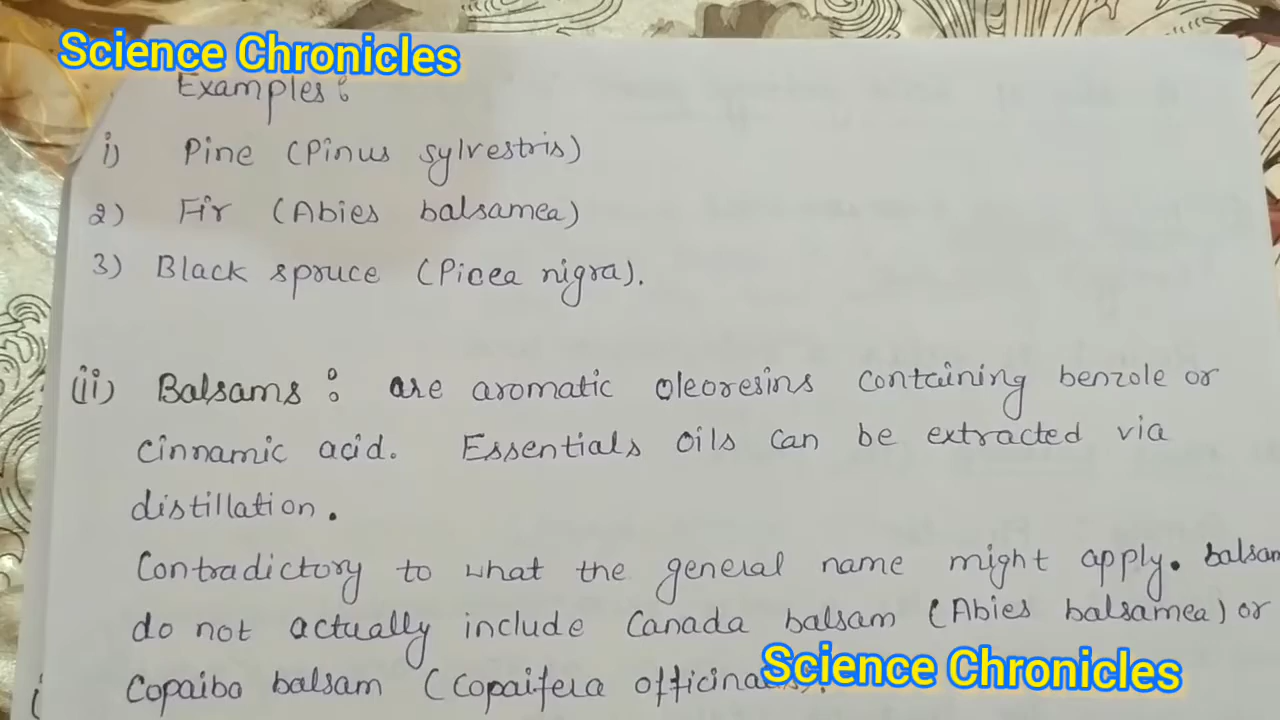 Science Chronicles
Examples:
i) Pine (Pinus sylvestris)
2) Fir (Abies balsamea)
3) Black spruce (Picea nigra).
(ii) Balsams: are aromatic oleoresins containing benzole or
cinnamic acid. Essentials oils can be extracted via
distillation.
Contradictory to what the general name might apply. balsam
do not actually include Canada balsam (Abies balsamea) or
Copaiba balsam (Copaifera
Science Chronicles